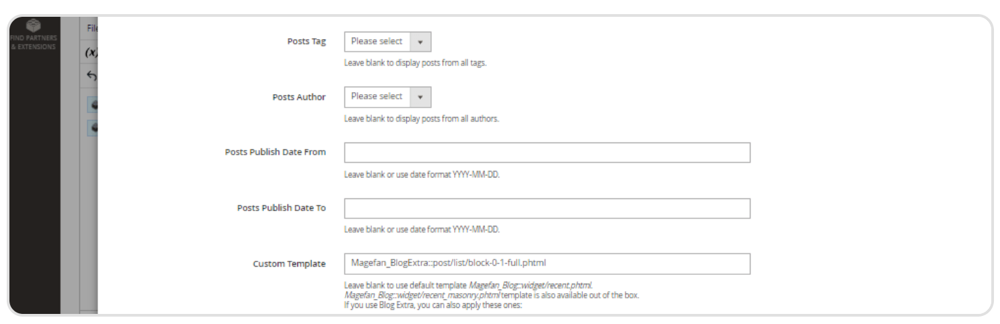 FIND PARTNERS
& EXTENSIONS
File
(x)
Posts Tag
Please select
Leave blank to display posts from all tags.
Posts Author
Please select
Leave blank to display posts from all authors.
Posts Publish Date From
Leave blank or use date format YYYY-MM-DD.
Posts Publish Date To
Leave blank or use date format YYYY-MM-DD.
Custom Template
Magefan_BlogExtra::post/list/block-0-1-full.phtml
Leave blank to use default template Magefan_Blog::widget/recent.phtml.
Magefan_Blog::widget/recent_masonry.phtml template is also available out of the box.
If you use Blog Extra, you can also apply these ones: